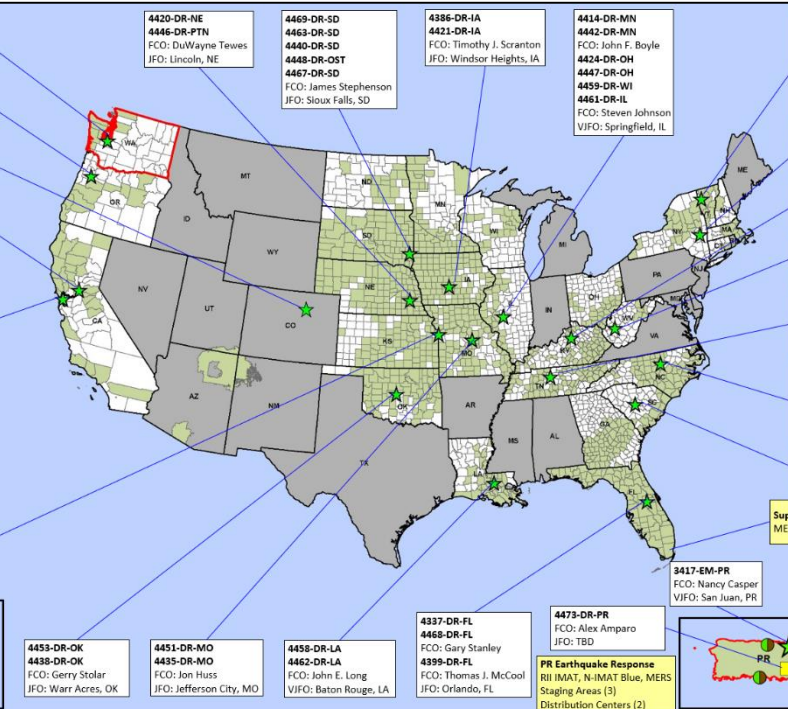 4420-DR-NE
4446-DR-PTN
FCO: DuWayne Tewes
JFO: Lincoln, NE
4469-DR-SD
4463-DR-SD
4440-DR-SD
4448-DR-OST
4467-DR-SD
FCO: James Stephenson
JFO: Sioux Falls, SD
4386-DR-IA
4421-DR-IA
FCO: Timothy J. Scranton
JFO: Windsor Heights, IA
4414-DR-MN
4442-DR-MN
FCO: John F. Boyle
4424-DR-OH
4447-DR-OH
4459-DR-WI
4461-DR-IL
FCO: Steven Johnson
VJFO: Springfield, IL
WA
MT
ND
MN
ME
OR
ID
SD
WI
MI
NY
VT
NH
MA
WY
NE
IA
PA
NJ
NV
UT
CO
IL
IN
OH
WV
VA
MD
CA
KS
MO
KY
AZ
NM
OK
AR
TN
NC
SC
TX
LA
MS
AL
GA
FL
Sup
ME
3417-EM-PR
FCO: Nancy Casper
VJFO: San Juan, PR
4453-DR-OK
4438-DR-OK
FCO: Gerry Stolar
JFO: Warr Acres, OK
4451-DR-MO
4435-DR-MO
FCO: Jon Huss
JFO: Jefferson City, MO
4458-DR-LA
4462-DR-LA
FCO: John E. Long
VJFO: Baton Rouge, LA
4337-DR-FL
4468-DR-FL
FCO: Gary Stanley
4399-DR-FL
FCO: Thomas J. McCool
JFO: Orlando, FL
4473-DR-PR
FCO: Alex Amparo
JFO: TBD
PR Earthquake Response
RII IMAT, N-IMAT Blue, MERS
Staging Areas (3)
Distribution Centers (2)
PR